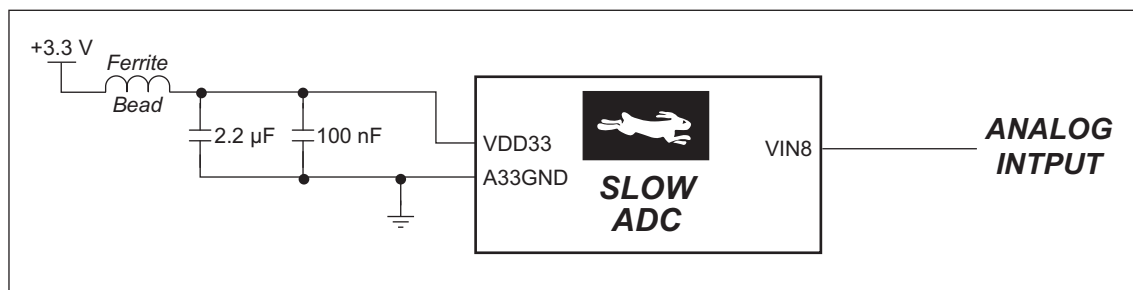 +3.3 V
Ferrite
Bead
2.2 µF
100 nF
VDD33
A33GND
SLOW
ADC
VIN8
ANALOG
INTPUT